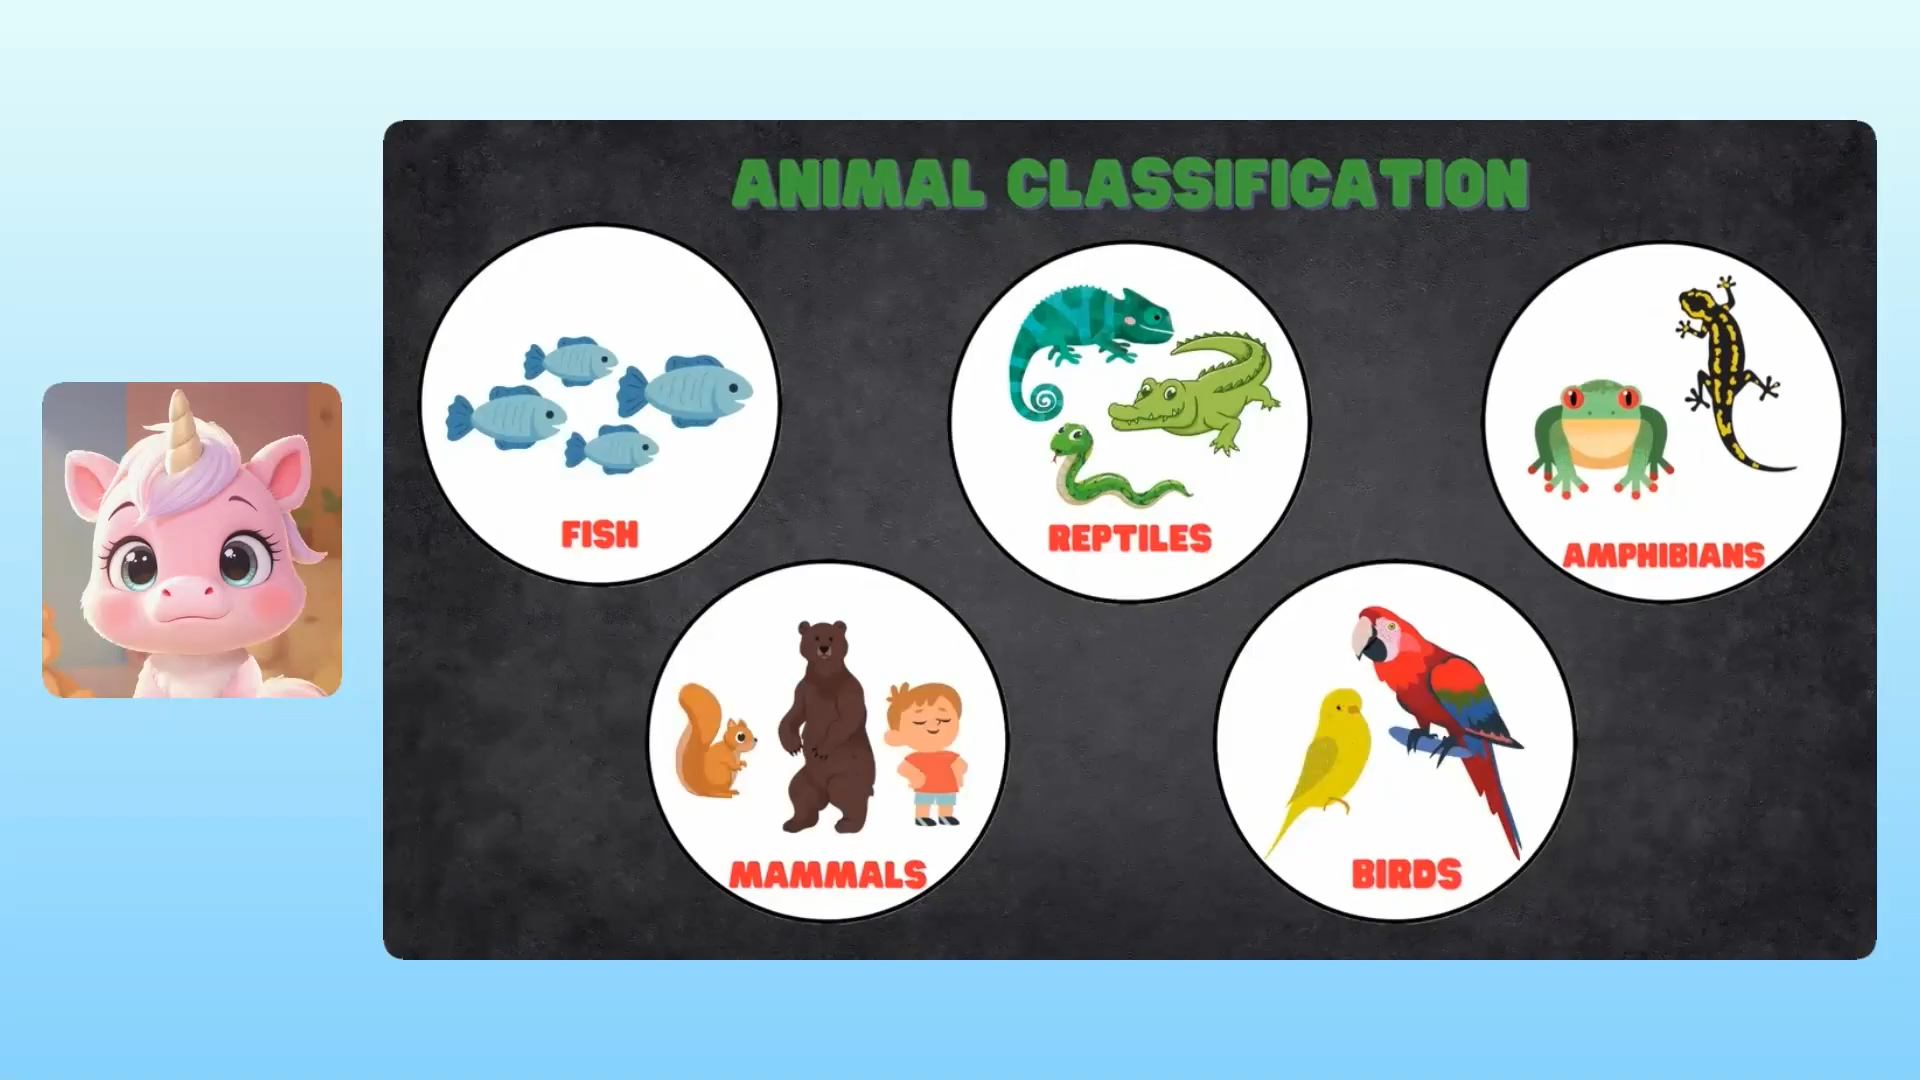 ANIMAL CLASSIFICATION
FISH
REPTILES
AMPHIBIANS
MAMMALS
BIRDS